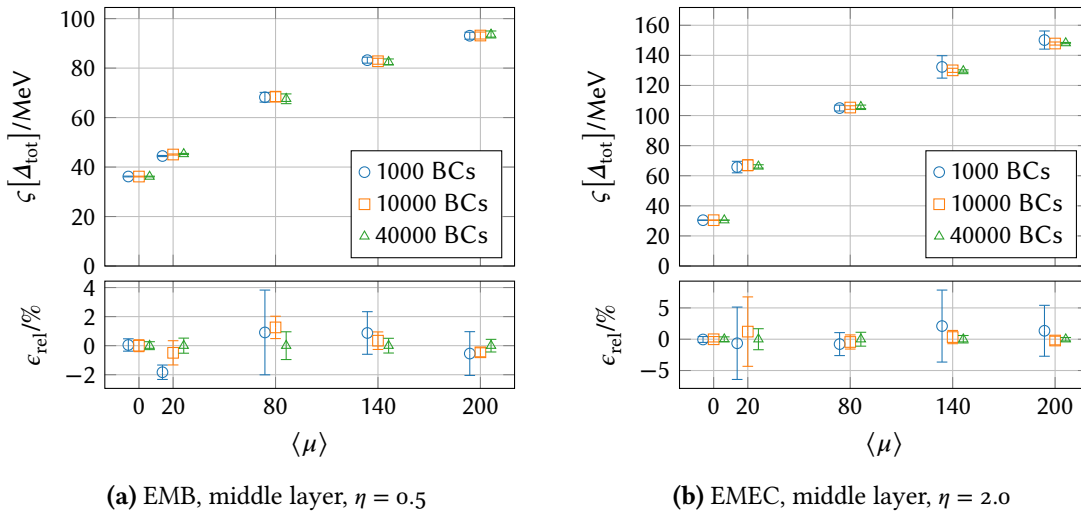 100
80
60
40
20
0
ς[Δtot]/MeV
1000 BCs
10000 BCs
40000 BCs
4
2
0
−2
ϵrel/%
0 20 80 140 200
⟨μ⟩
(a) EMB, middle layer, η = 0.5
160
140
120
100
80
60
40
20
0
ς[Δtot]/MeV
1000 BCs
10000 BCs
40000 BCs
5
0
−5
ϵrel/%
0 20 80 140 200
⟨μ⟩
(b) EMEC, middle layer, η = 2.0